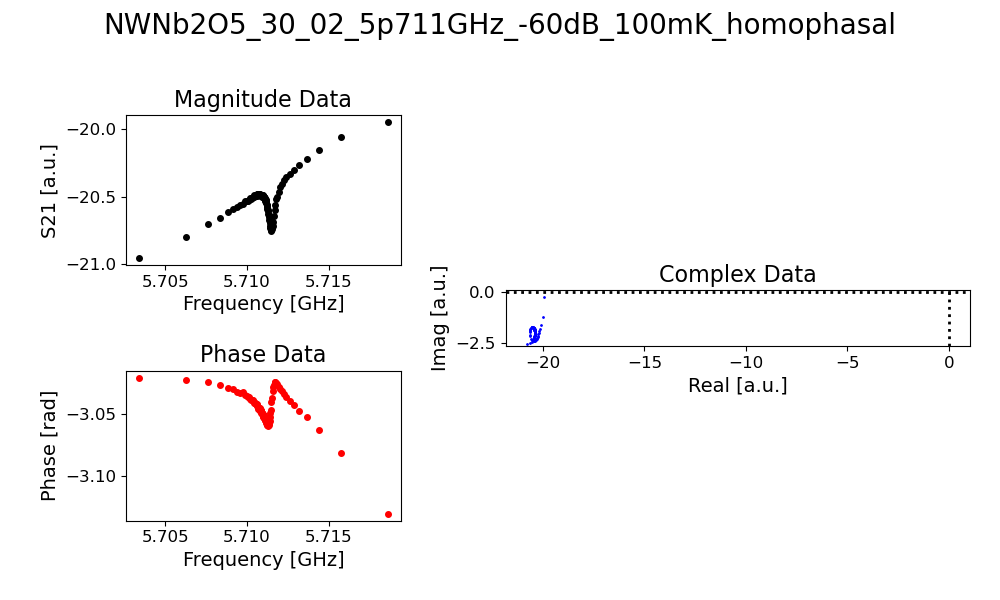 NWNb2O5_30_02_5p711GHz_-60dB_100mK_homophasal
Magnitude Data
S21 [a.u.]
−20.0
−20.5
−21.0
5.705 5.710 5.715
Frequency [GHz]
Phase Data
Phase [rad]
−3.05
−3.10
5.705 5.710 5.715
Frequency [GHz]
Complex Data
Imag [a.u.]
0.0
−2.5
−20 −15 −10 −5 0
Real [a.u.]